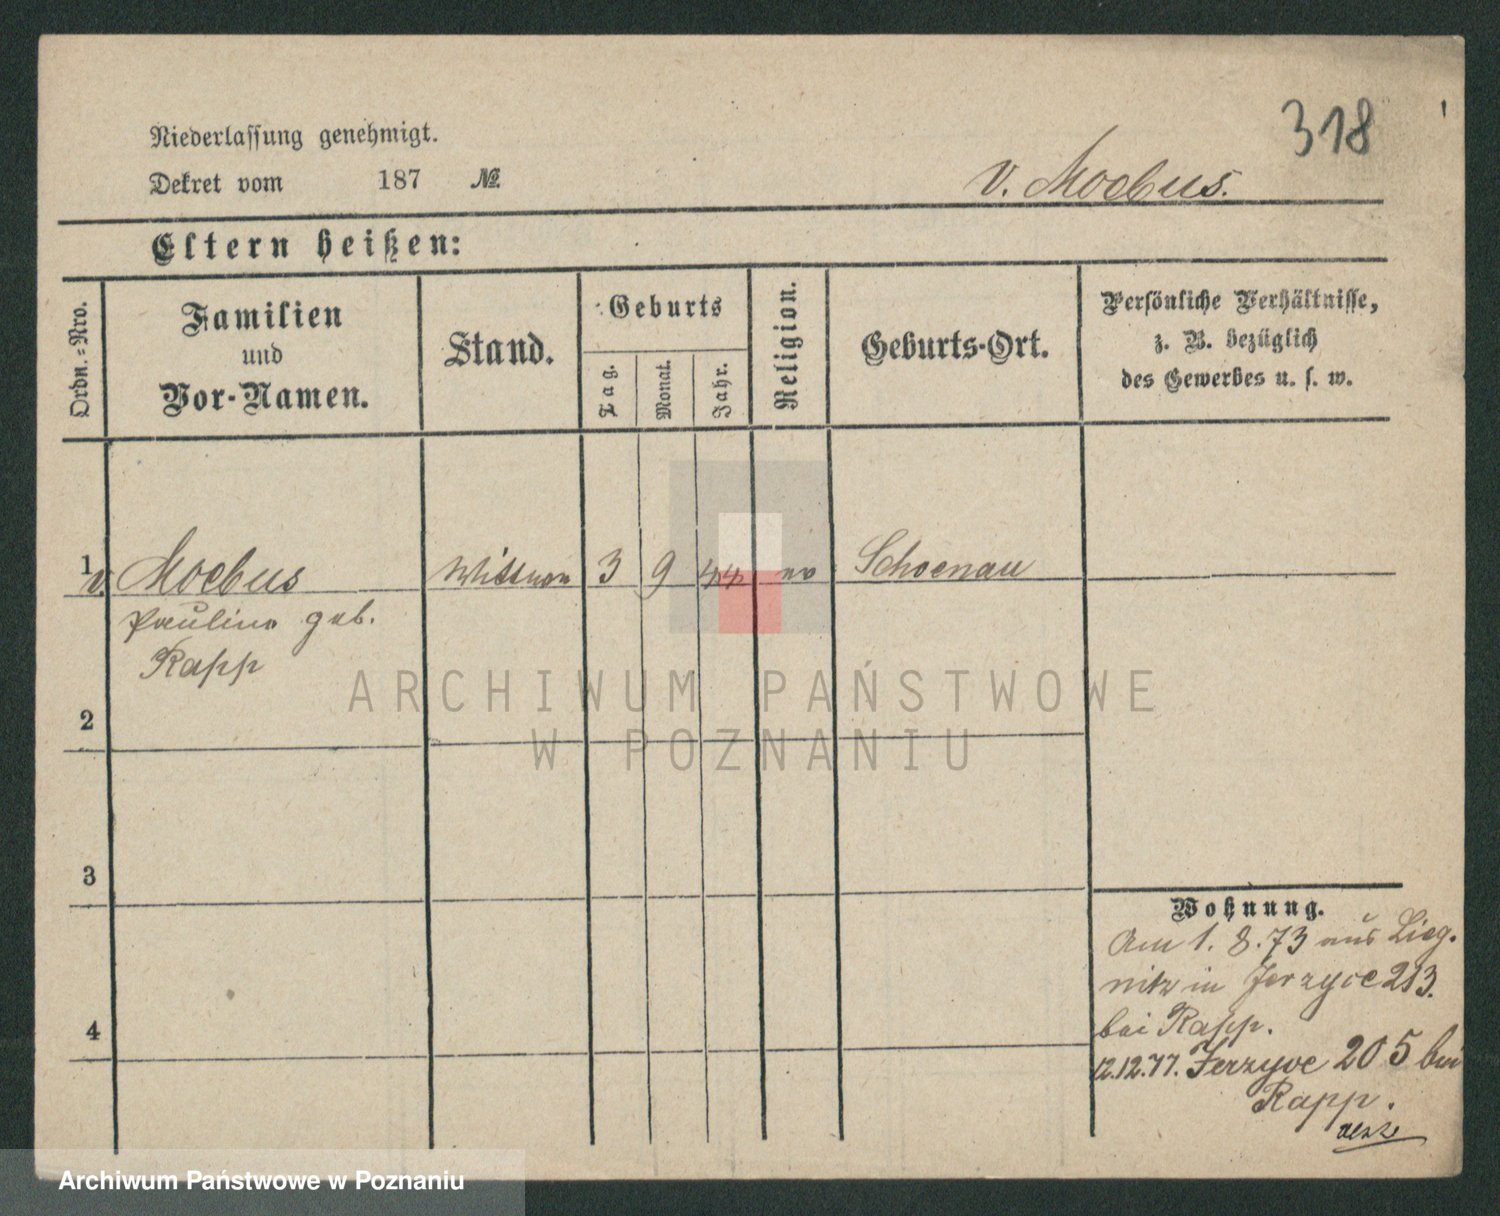 318
Niederlassung genehmigt.
Dekret vom 187 №
v. Moebus.
Eltern heißen:
Ordn.=Nro.
Familien
und
Vor-Namen.
Stand.
Geburts
Tag.
Monat.
Jahr.
Religion.
Geburts-Ort.
Persönliche Verhältnisse,
z. B. bezüglich
des Gewerbes u. s. w.
1 v. Moebus Wittwe 3 9 44 ev Schoenau
Pauline geb.
Rapp
2
3
4
Wohnung.
Am 1. 8. 73 aus Lieg-
nitz in Jerzyce 213.
bei Rapp.
12.12.77. Jerzyce 205 bei
Rapp.
ARCHIWUM PAŃSTWOWE
W POZNANIU
Archiwum Państwowe w Poznaniu